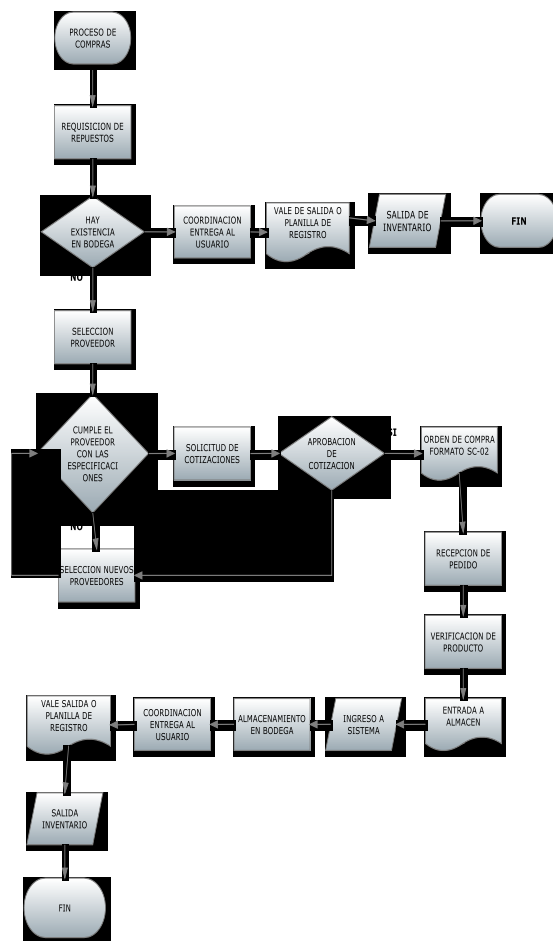 PROCESO DE
COMPRAS
REQUISICION DE
REPUESTOS
HAY
EXISTENCIA
EN BODEGA
COORDINACION
ENTREGA AL
USUARIO
VALE DE SALIDA O
PLANILLA DE
REGISTRO
SALIDA DE
INVENTARIO
FIN
NO
SELECCION
PROVEEDOR
CUMPLE EL
PROVEEDOR
CON LAS
ESPECIFICACI
ONES
SOLICITUD DE
COTIZACIONES
APROBACION
DE
COTIZACION
SI
ORDEN DE COMPRA
FORMATO SC-02
NO
SELECCION NUEVOS
PROVEEDORES
RECEPCION DE
PEDIDO
VERIFICACION DE
PRODUCTO
ENTRADA A
ALMACEN
INGRESO A
SISTEMA
ALMACENAMIENTO
EN BODEGA
COORDINACION
ENTREGA AL
USUARIO
VALE SALIDA O
PLANILLA DE
REGISTRO
SALIDA
INVENTARIO
FIN